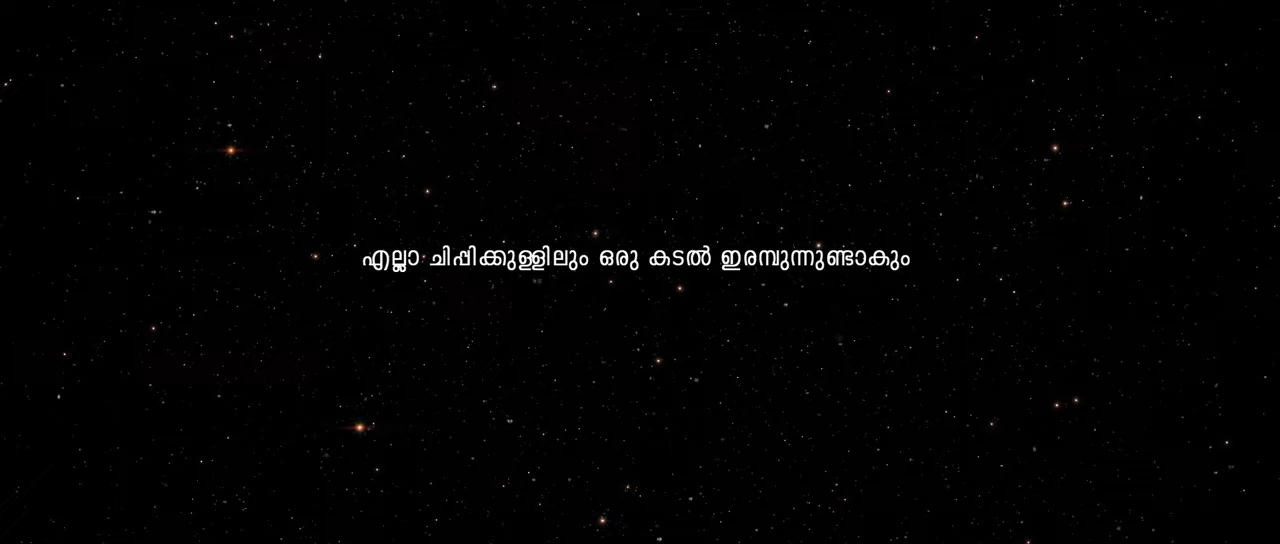 എല്ലാ ചിപ്പിക്കുള്ളിലും ഒരു കടൽ ഇരമ്പുന്നുണ്ടാകും